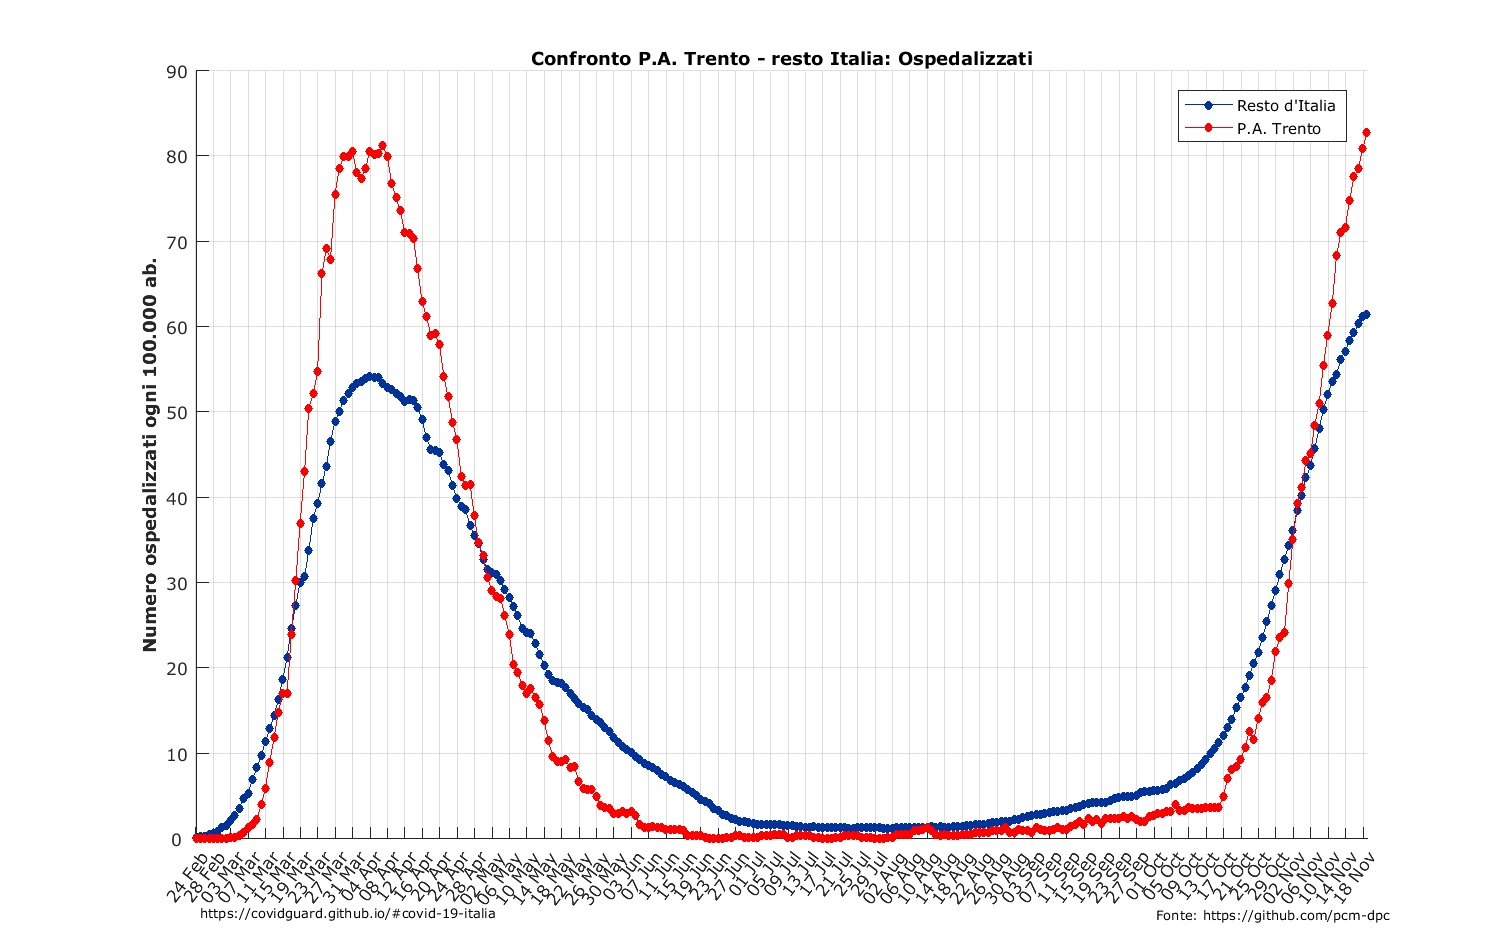 Confronto P.A. Trento - resto Italia: Ospedalizzati
Resto d'Italia
P.A. Trento
Numero ospedalizzati ogni 100.000 ab.
90
80
70
60
50
40
30
20
10
0
24 Feb
28 Feb
03 Mar
07 Mar
11 Mar
15 Mar
19 Mar
23 Mar
27 Mar
31 Mar
04 Apr
08 Apr
12 Apr
16 Apr
20 Apr
24 Apr
28 Apr
02 May
06 May
10 May
14 May
18 May
22 May
26 May
30 May
03 Jun
07 Jun
11 Jun
15 Jun
19 Jun
23 Jun
27 Jun
01 Jul
05 Jul
09 Jul
13 Jul
17 Jul
21 Jul
25 Jul
29 Jul
02 Aug
06 Aug
10 Aug
14 Aug
18 Aug
22 Aug
26 Aug
30 Aug
03 Sep
07 Sep
11 Sep
15 Sep
19 Sep
23 Sep
27 Sep
01 Oct
05 Oct
09 Oct
13 Oct
17 Oct
21 Oct
25 Oct
29 Oct
02 Nov
06 Nov
10 Nov
14 Nov
18 Nov
https://covidguard.github.io/#covid-19-italia
Fonte: https://github.com/pcm-dpc